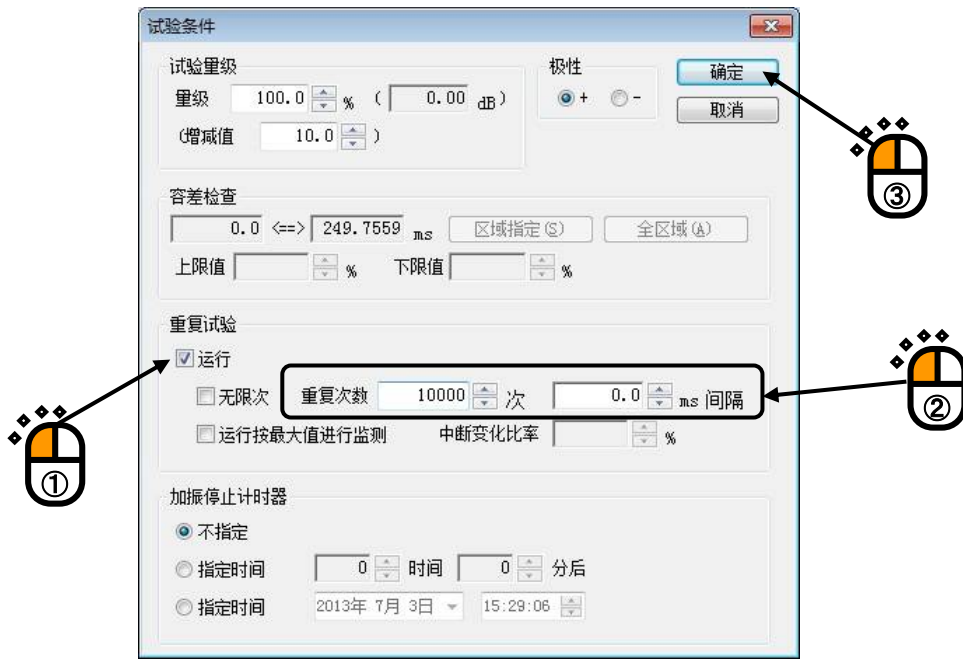 试验条件
试验量级
量级 100.0 % ( 0.00 dB )
(增减值 10.0 )
极性
+ -
确定
取消
③
容差检查
0.0 <==> 249.7559 ms 区域指定(S) 全区域(A)
上限值 % 下限值 %
重复试验
运行
无限次 重复次数 10000 次 0.0 ms 间隔
②
运行按最大值进行监测 中断变化比率 %
①
加振停止计时器
不指定
指定时间 0 时间 0 分后
指定时间 2013年 7月 3日 15:29:06